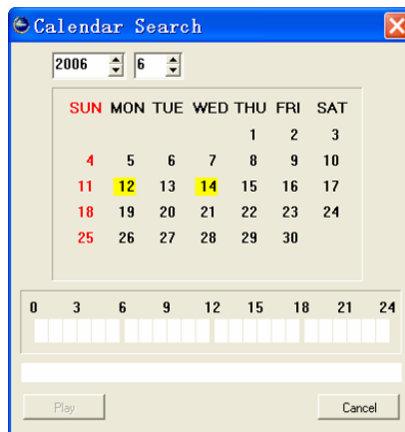 Calendar Search
2006 6
SUN MON TUE WED THU FRI SAT
1 2 3
4 5 6 7 8 9 10
11 12 13 14 15 16 17
18 19 20 21 22 23 24
25 26 27 28 29 30
0 3 6 9 12 15 18 21 24
Play Cancel